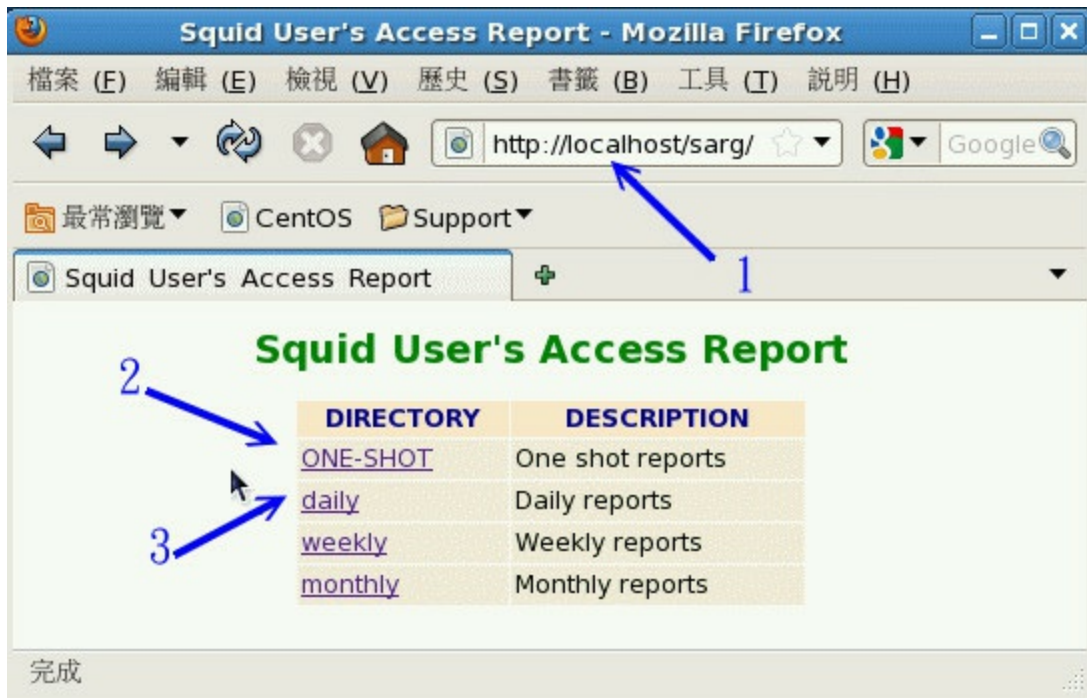 Squid User's Access Report - Mozilla Firefox
檔案 (F) 編輯 (E) 檢視 (V) 歷史 (S) 書籤 (B) 工具 (T) 説明 (H)
http://localhost/sarg/ Google
最常瀏覽 CentOS Support
Squid User's Access Report
1
Squid User's Access Report
2
DIRECTORY DESCRIPTION
ONE-SHOT One shot reports
daily Daily reports
3
weekly Weekly reports
monthly Monthly reports
完成